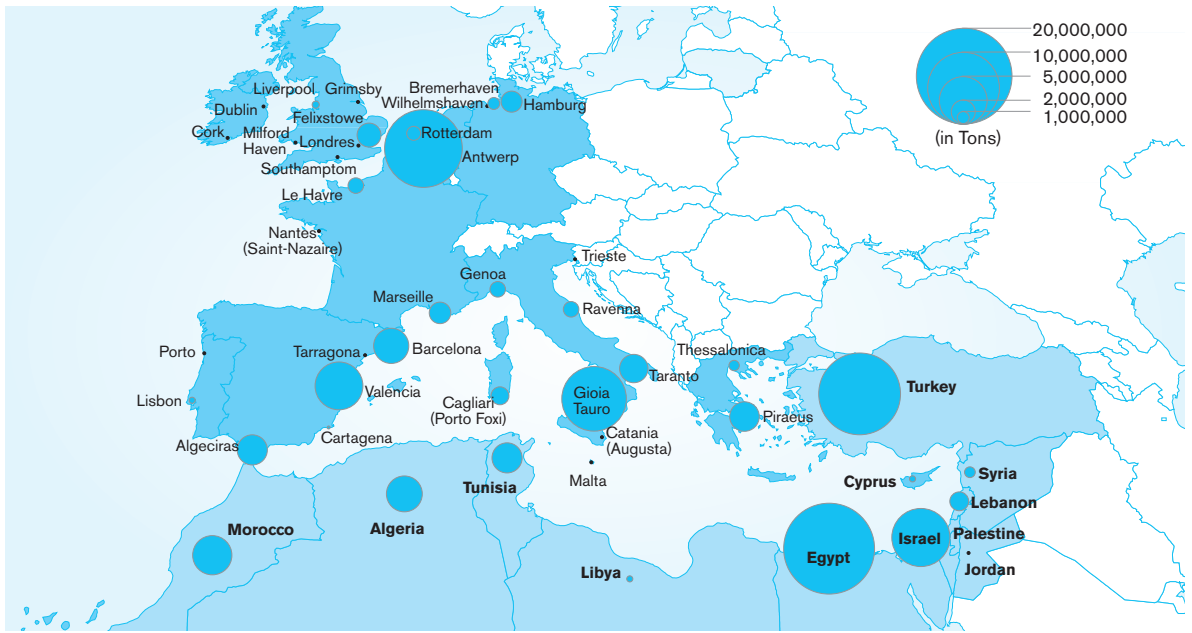 20,000,000
10,000,000
5,000,000
2,000,000
1,000,000
(in Tons)
Bremerhaven
Liverpool
Grimsby
Wilhelmshaven
Hamburg
Dublin
Felixstowe
Cork
Milford
Haven
Londres
Rotterdam
Antwerp
Southamptom
Le Havre
Nantes
(Saint-Nazaire)
Trieste
Genoa
Marseille
Ravenna
Porto
Tarragona
Barcelona
Thessalonica
Taranto
Turkey
Valencia
Gioia
Tauro
Lisbon
Cagliari
(Porto Foxi)
Piraeus
Cartagena
Catania
(Augusta)
Algeciras
Malta
Cyprus
Syria
Tunisia
Lebanon
Morocco
Algeria
Palestine
Israel
Egypt
Jordan
Libya